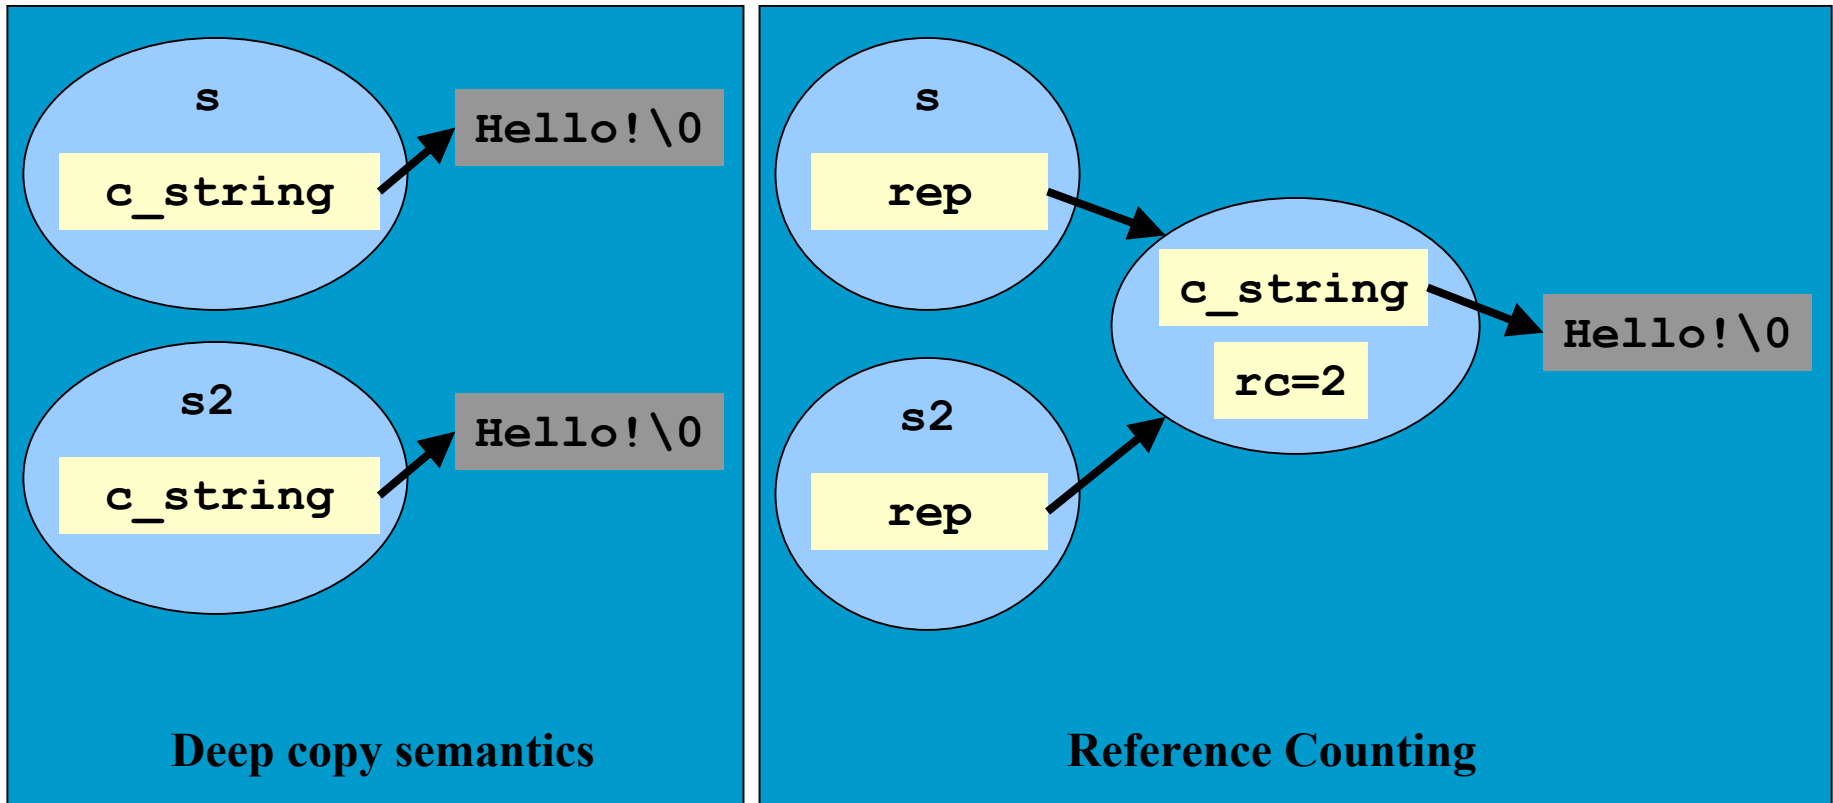 s
c_string
Hello!\0
s2
c_string
Hello!\0
Deep copy semantics
s
rep
s2
rep
c_string
rc=2
Hello!\0
Reference Counting